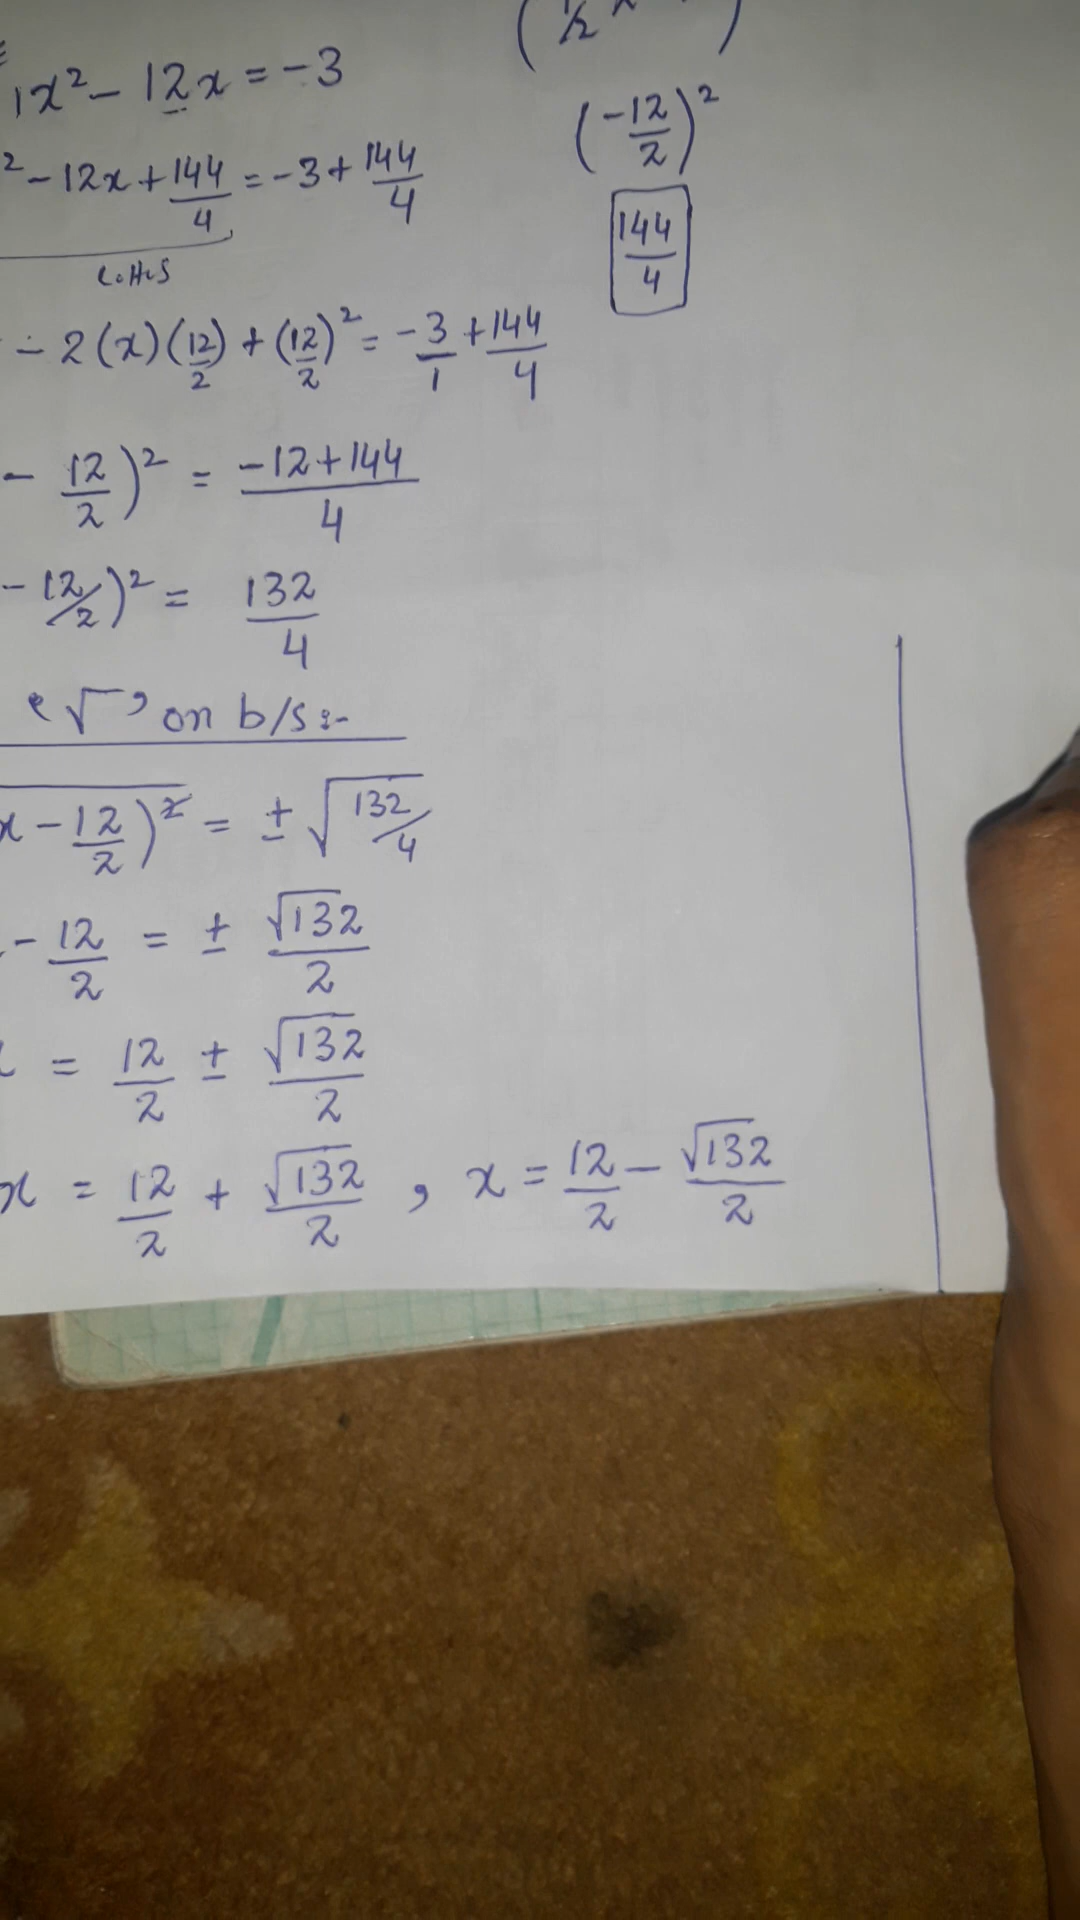 1x² - 12x = -3
(-12/2)²
² - 12x + 144/4 = -3 + 144/4
144/4
L.H.S
- 2(x)(12/2) + (12/2)² = -3/1 + 144/4
- 12/2)² = -12+144/4
- 12/2)² = 132/4
'√' on b/s:-
x - 12/2)² = ± √132/4
- 12/2 = ± √132/2
x = 12/2 ± √132/2
x = 12/2 + √132/2 , x = 12/2 - √132/2